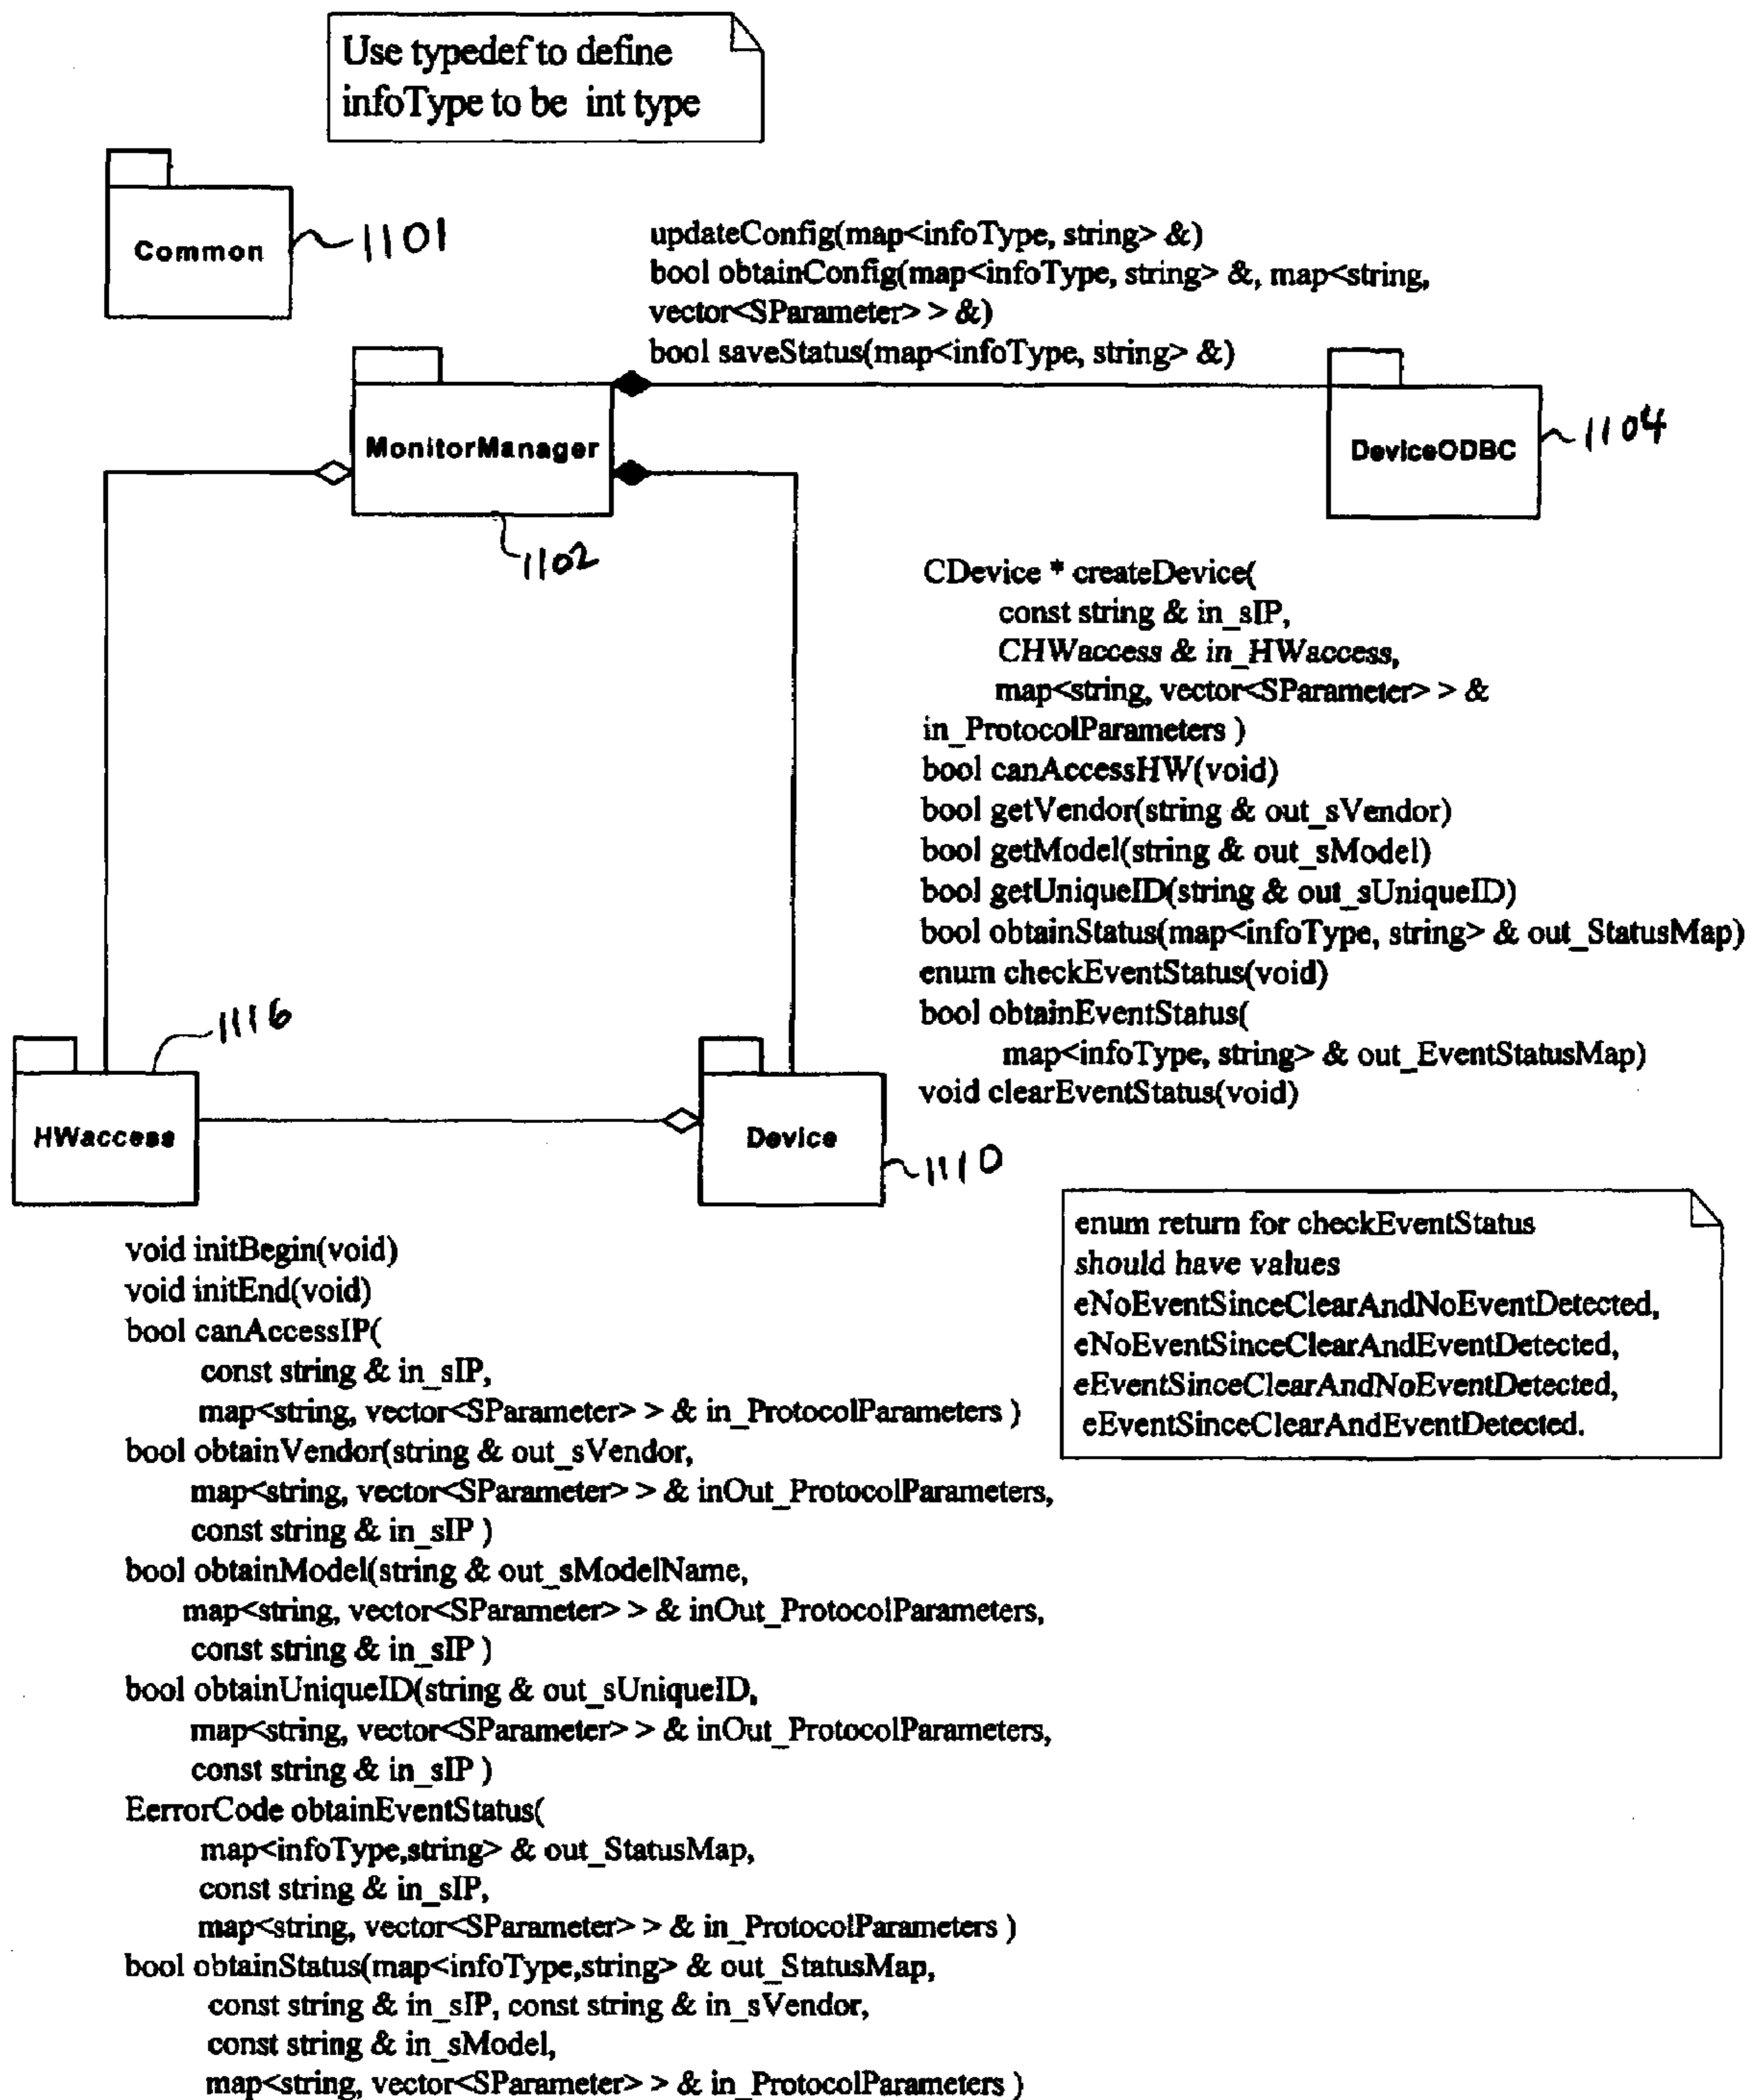 Use typedef to define
infoType to be int type
Common
1101
updateConfig(map<infoType, string> &)
bool obtainConfig(map<infoType, string> &, map<string,
vector<SParameter> > &)
bool saveStatus(map<infoType, string> &)
MonitorManager
1102
DeviceODBC
1104
CDevice * createDevice(
const string & in_sIP,
CHWaccess & in_HWaccess,
map<string, vector<SParameter> > &
in_ProtocolParameters )
bool canAccessHW(void)
bool getVendor(string & out_sVendor)
bool getModel(string & out_sModel)
bool getUniqueID(string & out_sUniqueID)
bool obtainStatus(map<infoType, string> & out_StatusMap)
enum checkEventStatus(void)
bool obtainEventStatus(
map<infoType, string> & out_EventStatusMap)
void clearEventStatus(void)
HWaccess
1116
Device
1110
enum return for checkEventStatus
should have values
eNoEventSinceClearAndNoEventDetected,
eNoEventSinceClearAndEventDetected,
eEventSinceClearAndNoEventDetected,
eEventSinceClearAndEventDetected.
void initBegin(void)
void initEnd(void)
bool canAccessIP(
const string & in_sIP,
map<string, vector<SParameter> > & in_ProtocolParameters )
bool obtainVendor(string & out_sVendor,
map<string, vector<SParameter> > & inOut_ProtocolParameters,
const string & in_sIP )
bool obtainModel(string & out_sModelName,
map<string, vector<SParameter> > & inOut_ProtocolParameters,
const string & in_sIP )
bool obtainUniqueID(string & out_sUniqueID,
map<string, vector<SParameter> > & inOut_ProtocolParameters,
const string & in_sIP )
EerrorCode obtainEventStatus(
map<infoType,string> & out_StatusMap,
const string & in_sIP,
map<string, vector<SParameter> > & in_ProtocolParameters )
bool obtainStatus(map<infoType,string> & out_StatusMap,
const string & in_sIP, const string & in_sVendor,
const string & in_sModel,
map<string, vector<SParameter> > & in_ProtocolParameters )